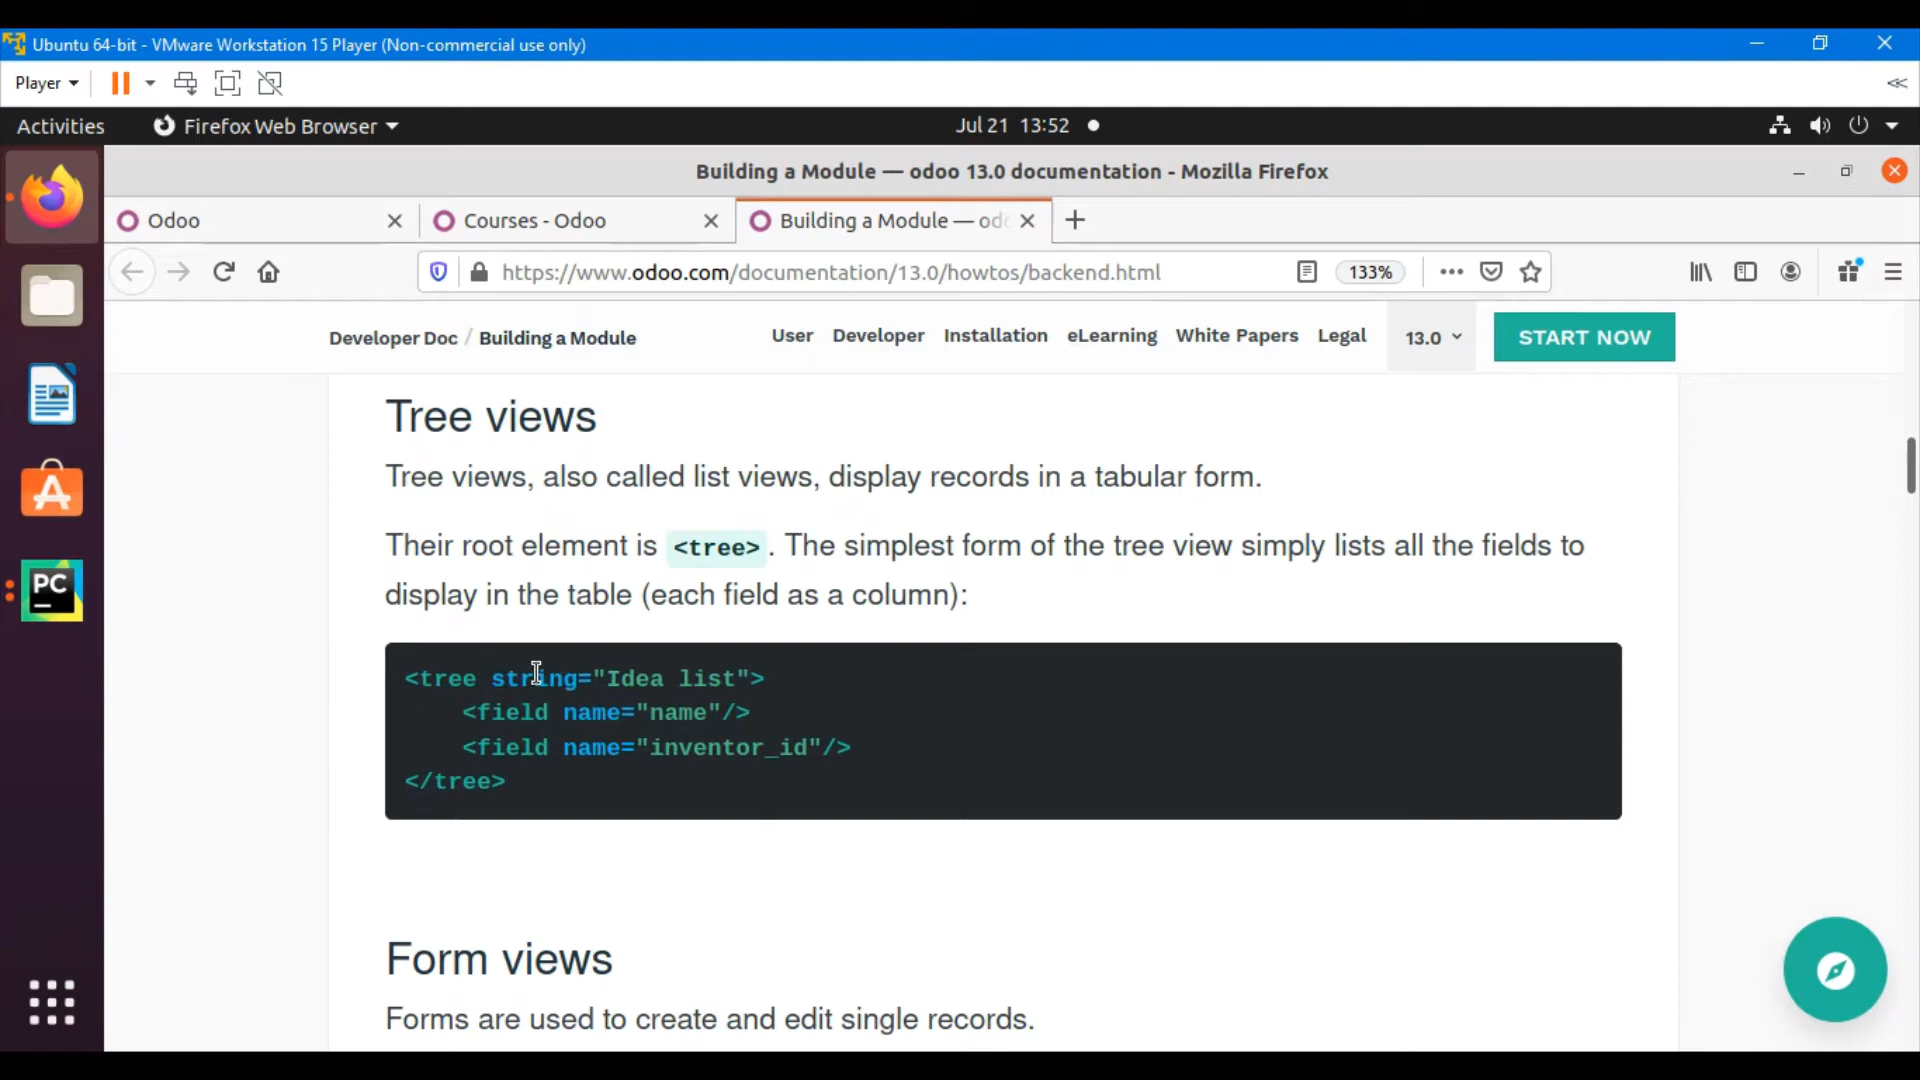 Ubuntu 64-bit - VMware Workstation 15 Player (Non-commercial use only)
Player
Activities
Firefox Web Browser
Jul 21 13:52
Building a Module — odoo 13.0 documentation - Mozilla Firefox
Odoo
Courses - Odoo
Building a Module — odo
https://www.odoo.com/documentation/13.0/howtos/backend.html
133%
Developer Doc / Building a Module
User
Developer
Installation
eLearning
White Papers
Legal
13.0
START NOW
Tree views
Tree views, also called list views, display records in a tabular form.
Their root element is <tree>. The simplest form of the tree view simply lists all the fields to
display in the table (each field as a column):
<tree string="Idea list">
    <field name="name"/>
    <field name="inventor_id"/>
</tree>
Form views
Forms are used to create and edit single records.
PC